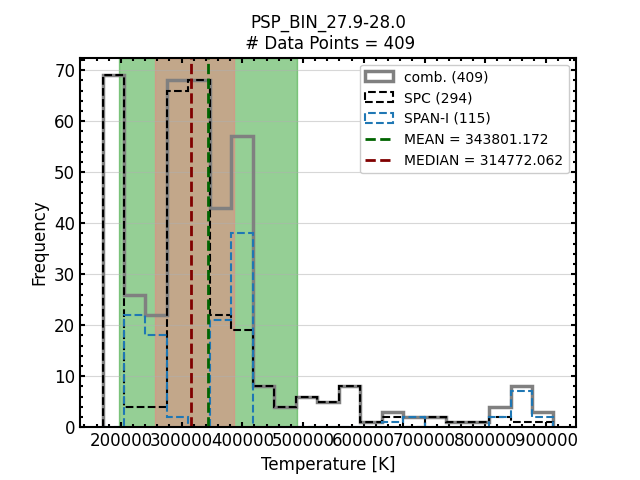 PSP_BIN_27.9-28.0
# Data Points = 409
70
60
50
40
30
20
10
0
Frequency
comb. (409)
SPC (294)
SPAN-I (115)
MEAN = 343801.172
MEDIAN = 314772.062
200000 300000 400000 500000 600000 700000 800000 900000
Temperature [K]